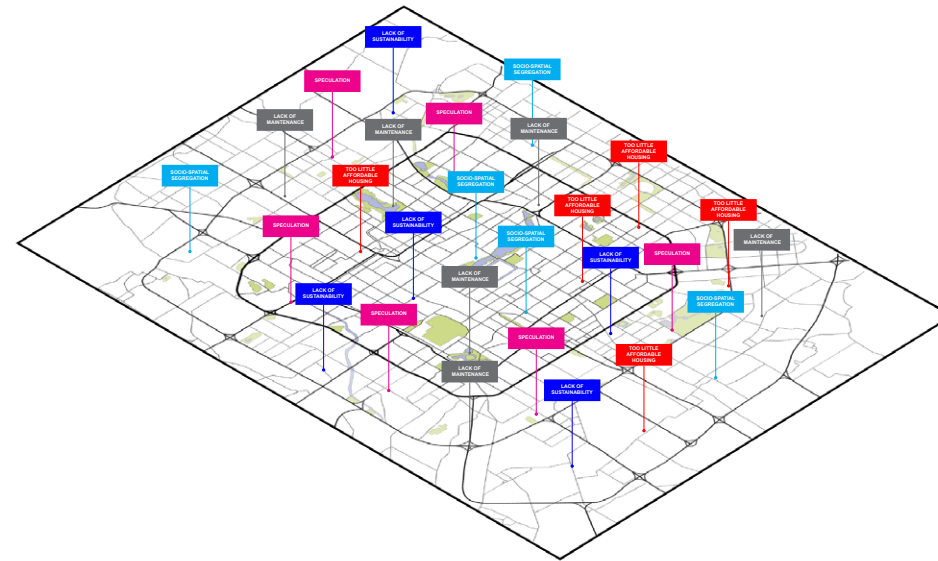 LACK OF
SUSTAINABILITY
SOCIO-SPATIAL
SEGREGATION
SPECULATION
SPECULATION
LACK OF
MAINTENANCE
LACK OF
MAINTENANCE
LACK OF
MAINTENANCE
TOO LITTLE
AFFORDABLE
HOUSING
SOCIO-SPATIAL
SEGREGATION
TOO LITTLE
AFFORDABLE
HOUSING
SOCIO-SPATIAL
SEGREGATION
TOO LITTLE
AFFORDABLE
HOUSING
TOO LITTLE
AFFORDABLE
HOUSING
SPECULATION
LACK OF
SUSTAINABILITY
SOCIO-SPATIAL
SEGREGATION
LACK OF
MAINTENANCE
LACK OF
SUSTAINABILITY
SPECULATION
LACK OF
MAINTENANCE
LACK OF
SUSTAINABILITY
SOCIO-SPATIAL
SEGREGATION
SPECULATION
SPECULATION
TOO LITTLE
AFFORDABLE
HOUSING
LACK OF
MAINTENANCE
LACK OF
SUSTAINABILITY